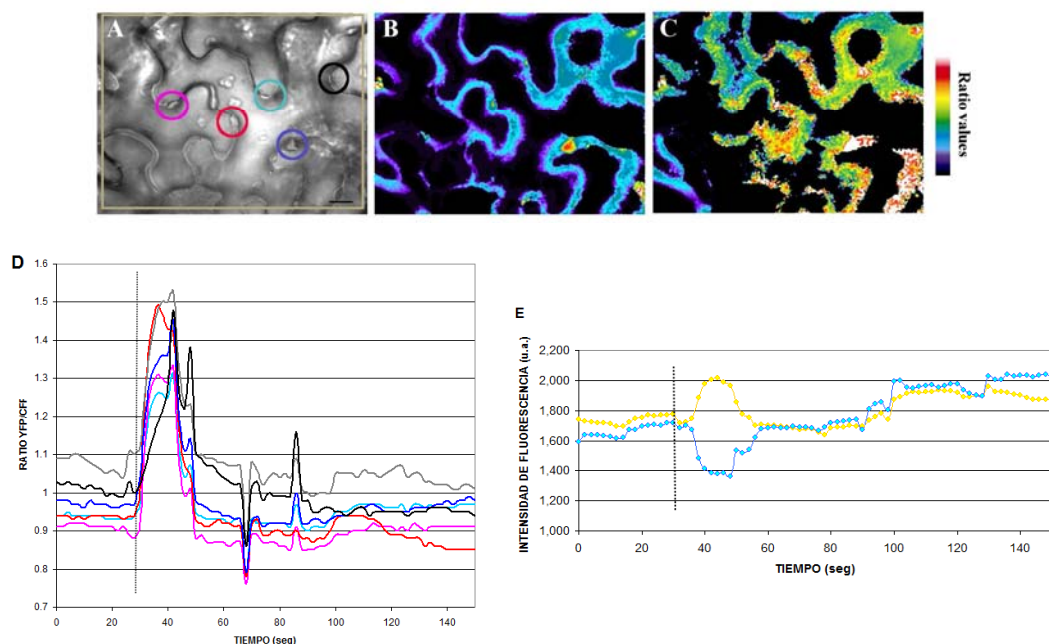 A
B
C
Ratio values
D
1.6
1.5
1.4
1.3
1.2
1.1
1
0.9
0.8
0.7
RATIO YFP/CFF
0 20 40 60 80 100 120 140
TIEMPO (seg)
E
2,200
2,000
1,800
1,600
1,400
1,200
1,000
INTENSIDAD DE FLUORESCENCIA (u.a.)
0 20 40 60 80 100 120 140
TIEMPO (seg)